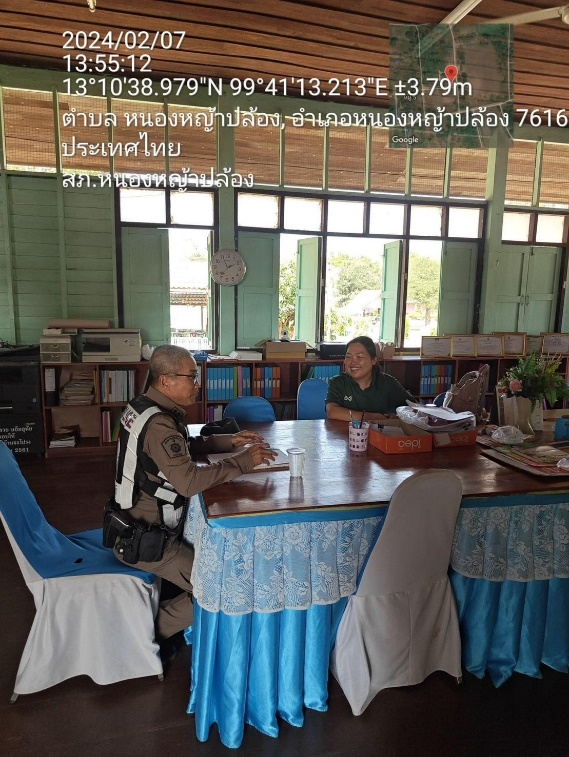 2024/02/07
13:55:12
13°10'38.979"N 99°41'13.213"E ±3.79m
ตำบล หนองหญ้าปล้อง, อำเภอหนองหญ้าปล้อง 7616
ประเทศไทย
สภ.หนองหญ้าปล้อง
Google